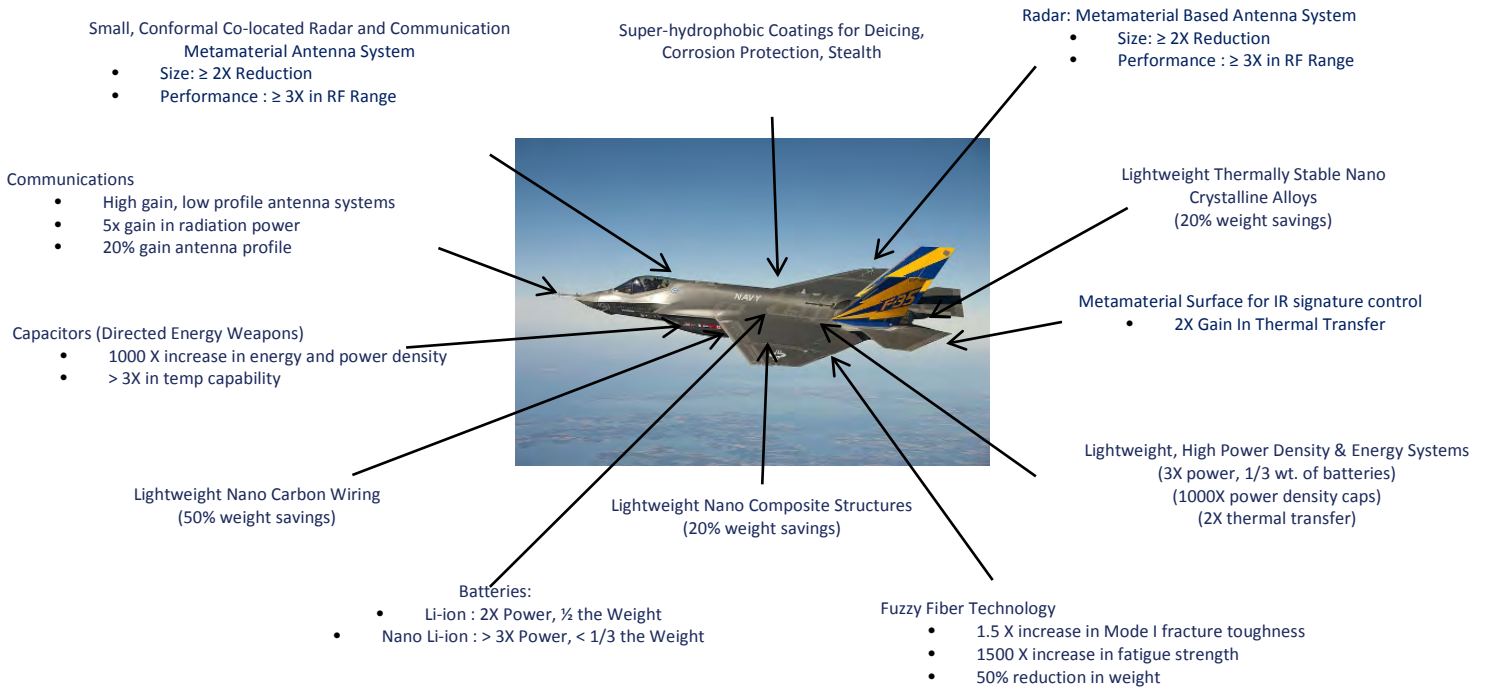 Small, Conformal Co-located Radar and Communication
Metamaterial Antenna System
• Size: ≥ 2X Reduction
• Performance : ≥ 3X in RF Range
Super-hydrophobic Coatings for Deicing,
Corrosion Protection, Stealth
Radar: Metamaterial Based Antenna System
• Size: ≥ 2X Reduction
• Performance : ≥ 3X in RF Range
Communications
• High gain, low profile antenna systems
• 5x gain in radiation power
• 20% gain antenna profile
Lightweight Thermally Stable Nano
Crystalline Alloys
(20% weight savings)
NAVY
F-35
Metamaterial Surface for IR signature control
• 2X Gain In Thermal Transfer
Capacitors (Directed Energy Weapons)
• 1000 X increase in energy and power density
• > 3X in temp capability
Lightweight, High Power Density & Energy Systems
(3X power, 1/3 wt. of batteries)
(1000X power density caps)
(2X thermal transfer)
Lightweight Nano Carbon Wiring
(50% weight savings)
Lightweight Nano Composite Structures
(20% weight savings)
Batteries:
• Li-ion : 2X Power, ½ the Weight
• Nano Li-ion : > 3X Power, < 1/3 the Weight
Fuzzy Fiber Technology
• 1.5 X increase in Mode I fracture toughness
• 1500 X increase in fatigue strength
• 50% reduction in weight